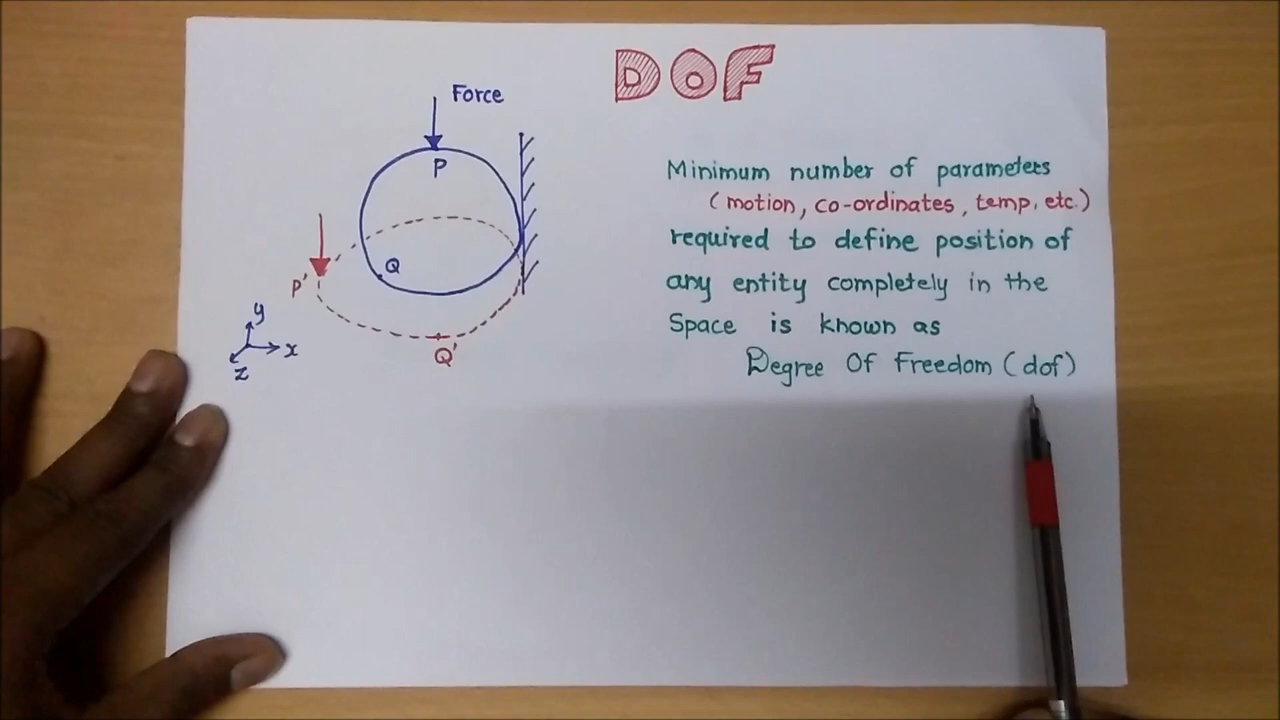 DOF
Force
P
Q
P'
Q'
y
x
z
Minimum number of parameters
(motion, co-ordinates, temp, etc.)
required to define position of
any entity completely in the
Space is known as
Degree Of Freedom (dof)